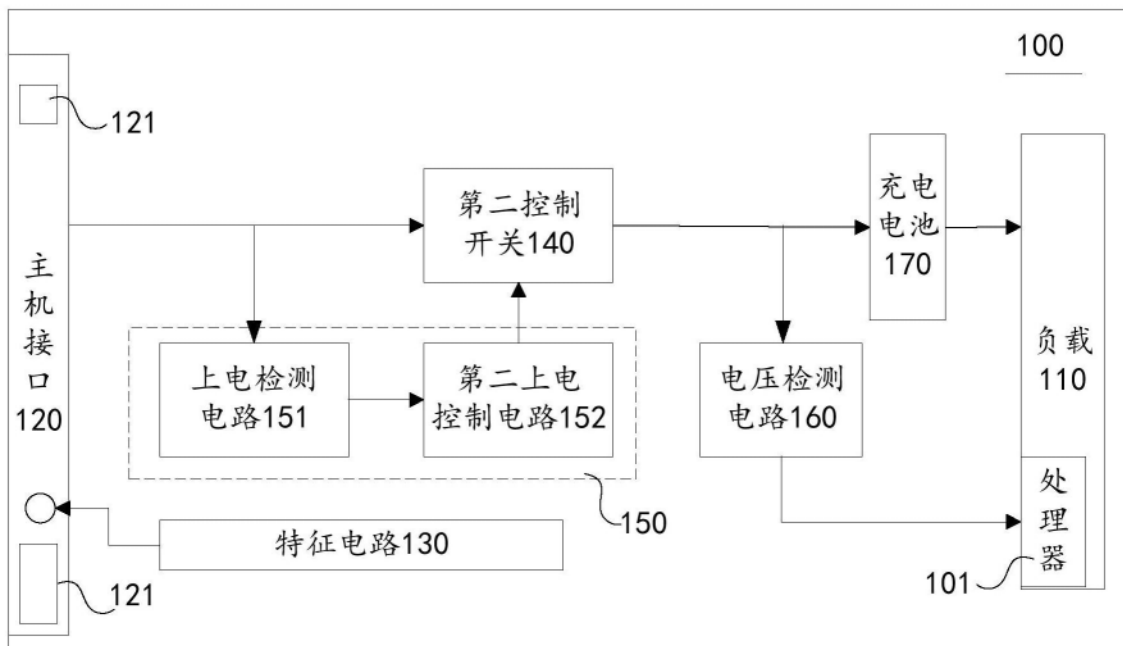 100
121
主
机
接
口
120
第二控制
开关140
充电
电池
170
负载
110
上电检测
电路151
第二上电
控制电路152
电压检测
电路160
150
特征电路130
处
理
器
101
121